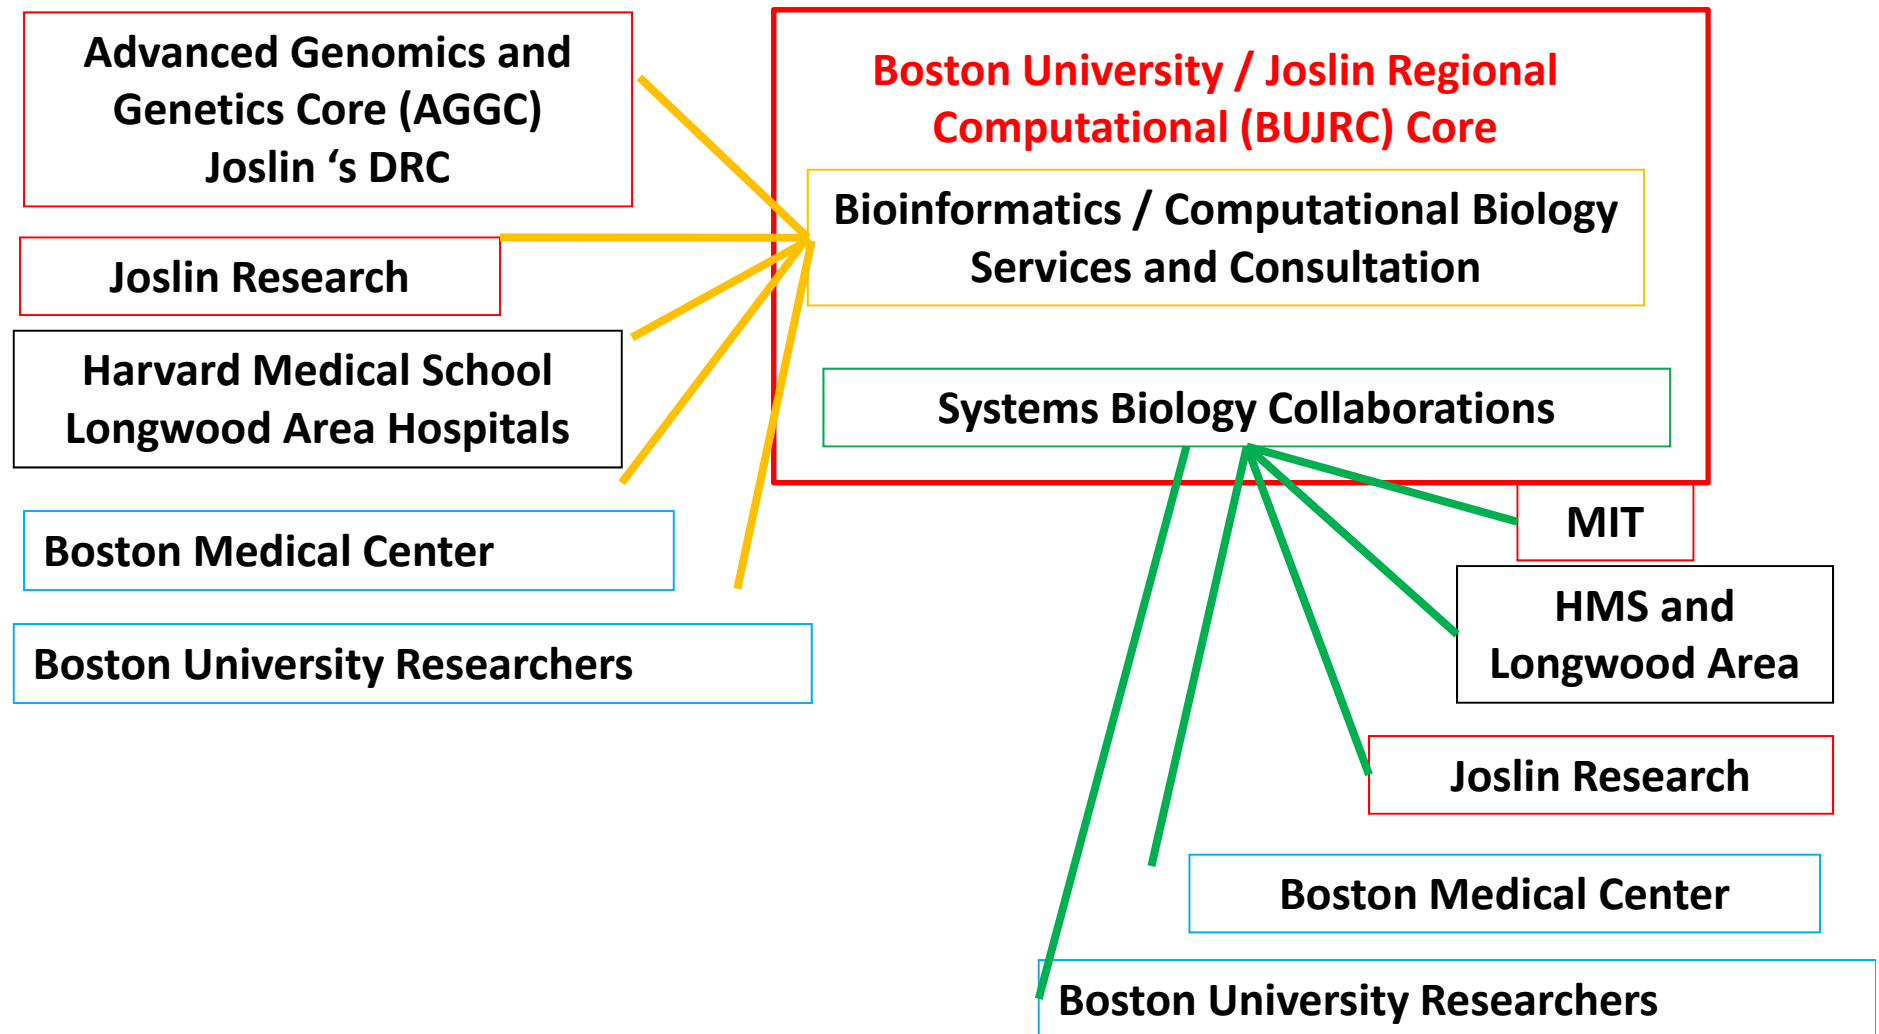 Advanced Genomics and
Genetics Core (AGGC)
Joslin ‘s DRC
Joslin Research
Harvard Medical School
Longwood Area Hospitals
Boston Medical Center
Boston University Researchers
Boston University / Joslin Regional
Computational (BUJRC) Core
Bioinformatics / Computational Biology
Services and Consultation
Systems Biology Collaborations
MIT
HMS and
Longwood Area
Joslin Research
Boston Medical Center
Boston University Researchers